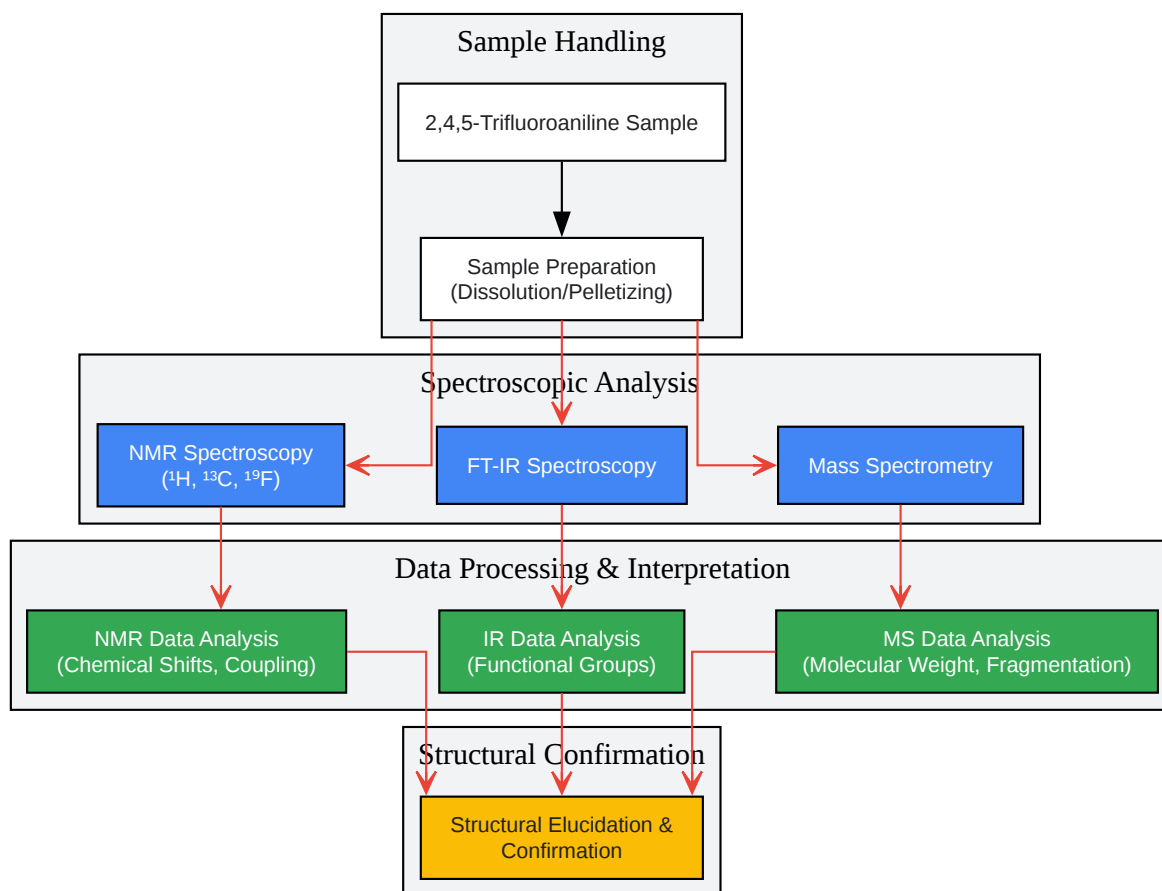 Sample Handling
2,4,5-Trifluoroaniline Sample
Sample Preparation
(Dissolution/Pelletizing)
Spectroscopic Analysis
NMR Spectroscopy
(¹H, ¹³C, ¹⁹F)
FT-IR Spectroscopy
Mass Spectrometry
Data Processing & Interpretation
NMR Data Analysis
(Chemical Shifts, Coupling)
IR Data Analysis
(Functional Groups)
MS Data Analysis
(Molecular Weight, Fragmentation)
Structural Confirmation
Structural Elucidation &
Confirmation